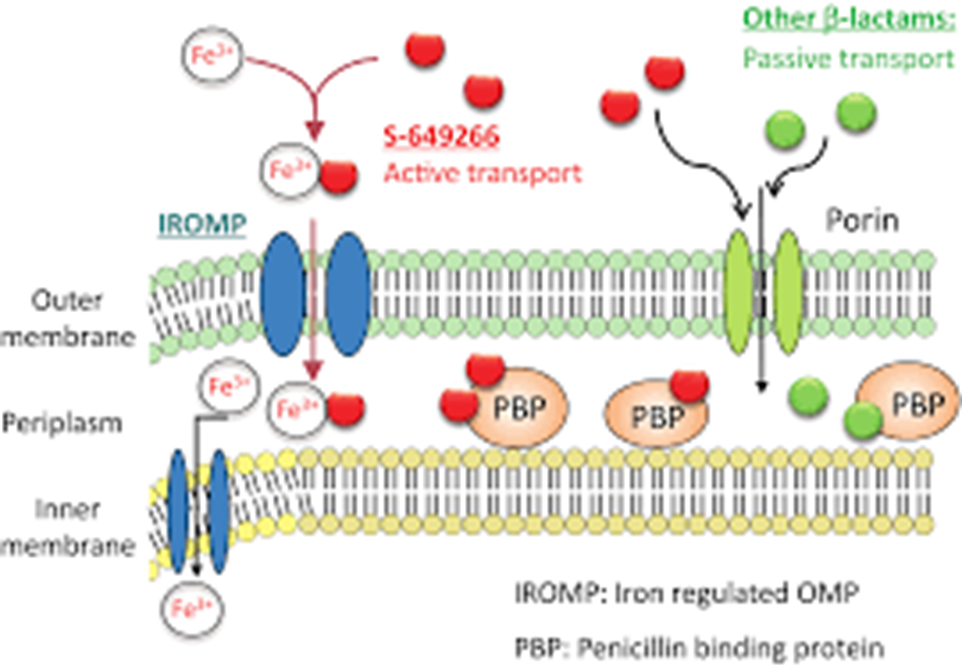 Other β-lactams:
Passive transport
Fe³⁺
S-649266
Active transport
Fe³⁺
IROMP
Porin
Outer
membrane
Fe³⁺
Fe³⁺
PBP
PBP
PBP
Periplasm
Inner
membrane
Fe³⁺
IROMP: Iron regulated OMP
PBP: Penicillin binding protein